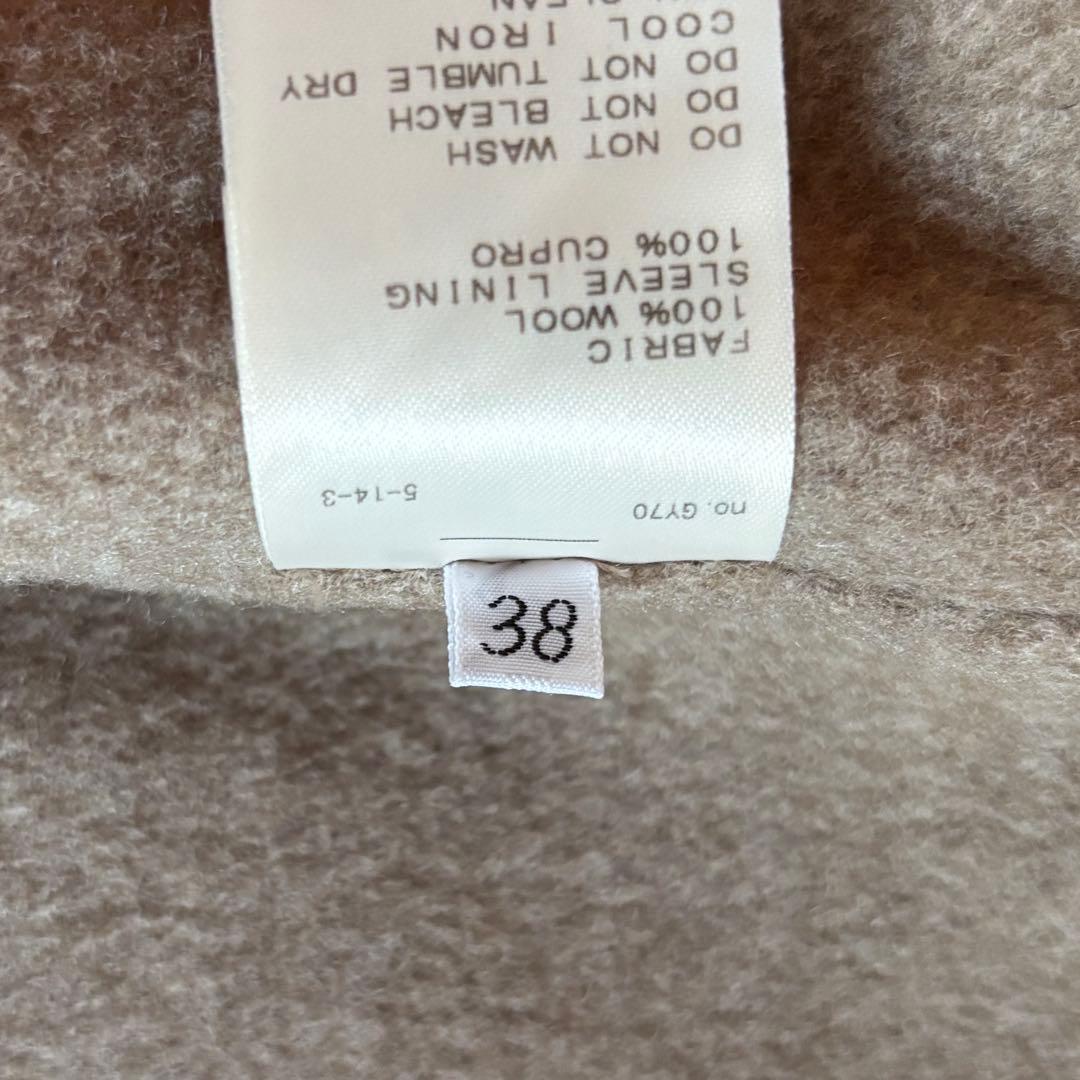 no. GY70 5-14-3
FABRIC
100% WOOL
SLEEVE LINING
100% CUPRO
DO NOT WASH
DO NOT BLEACH
DO NOT TUMBLE DRY
COOL IRON
38